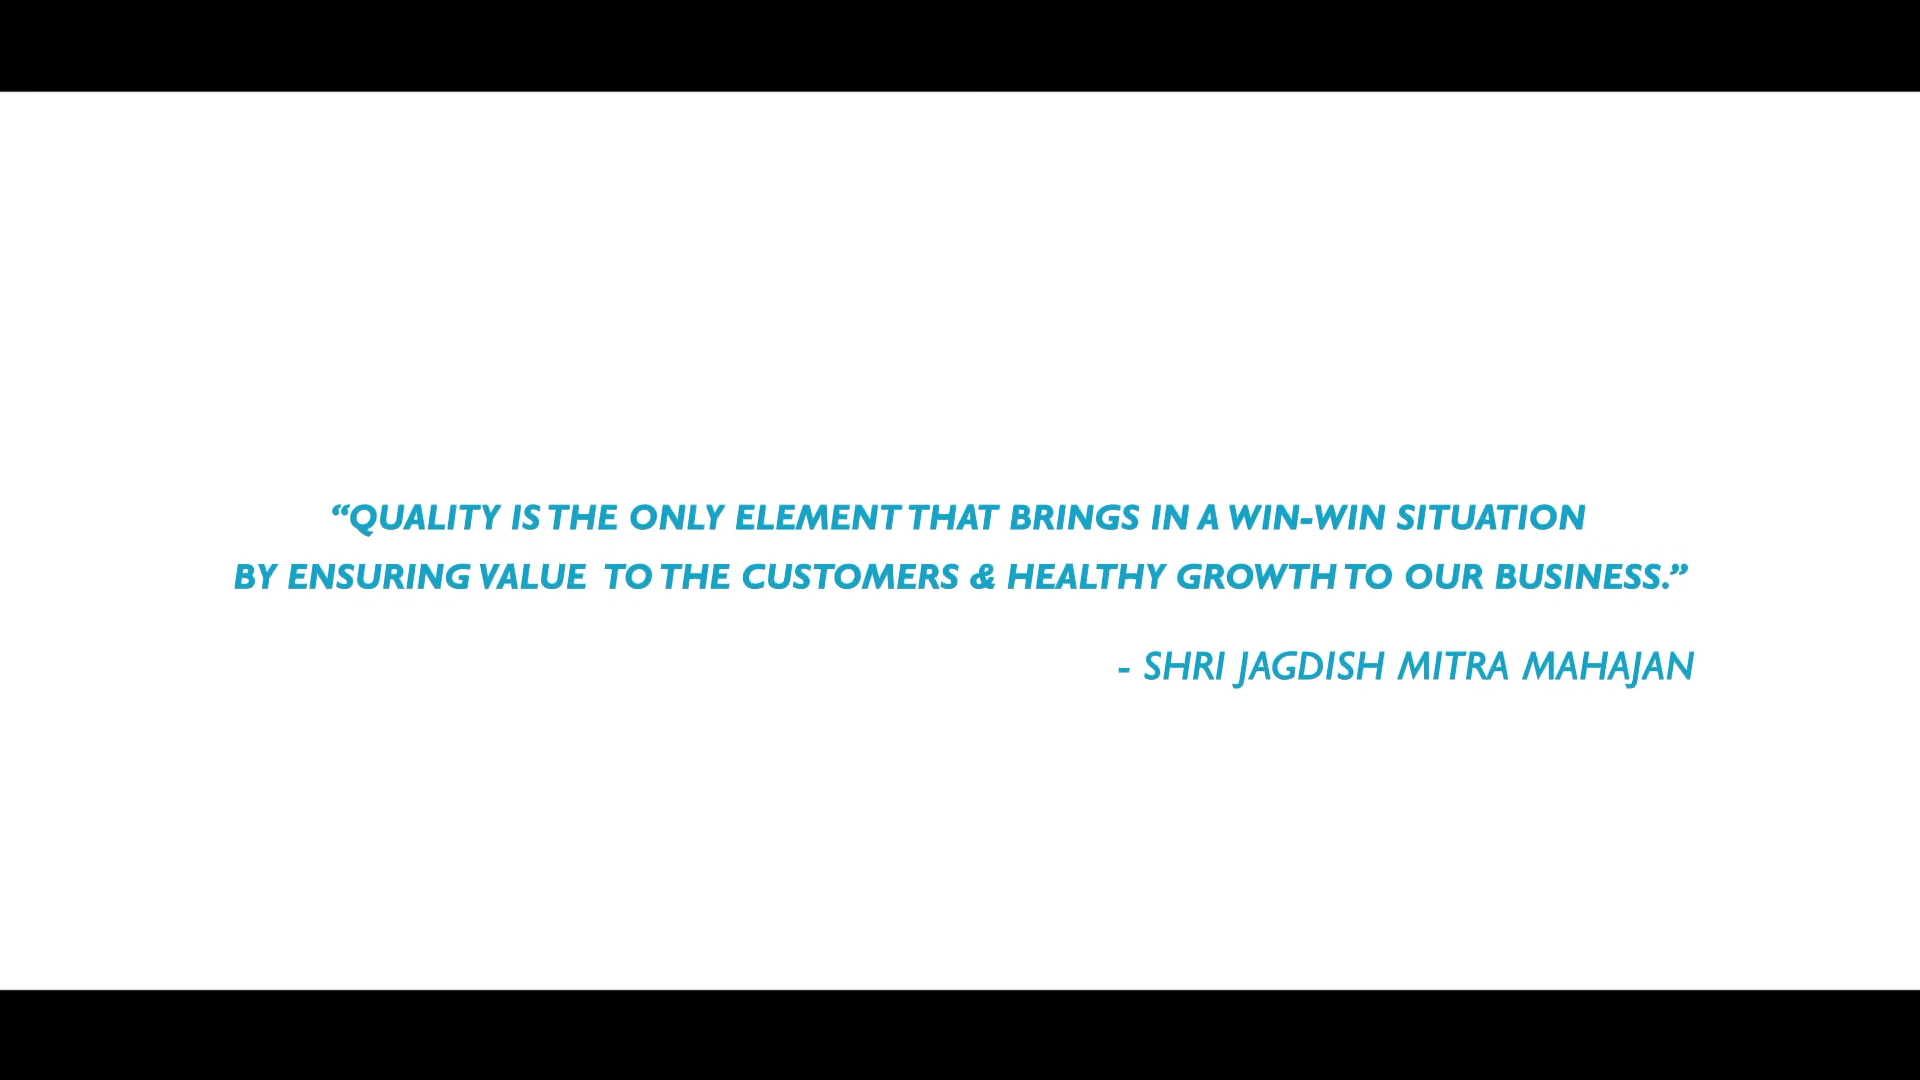 “QUALITY IS THE ONLY ELEMENT THAT BRINGS IN A WIN-WIN SITUATION
BY ENSURING VALUE TO THE CUSTOMERS & HEALTHY GROWTH TO OUR BUSINESS.”
- SHRI JAGDISH MITRA MAHAJAN